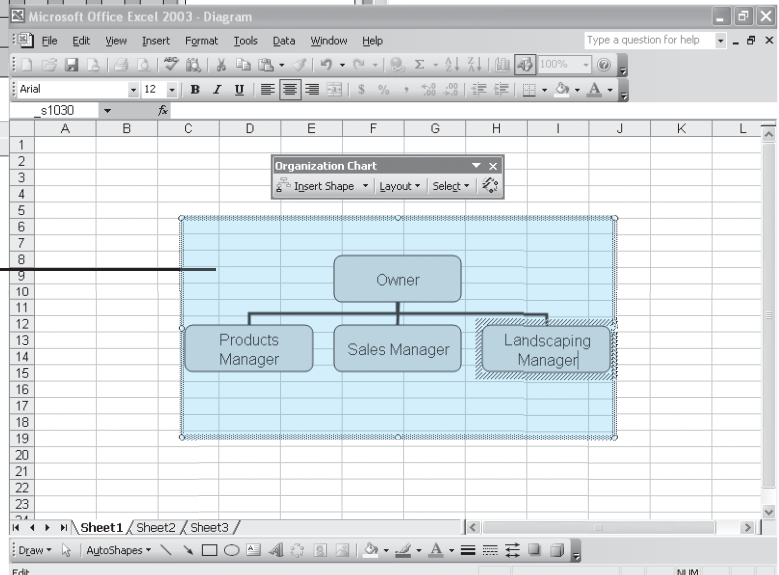 Microsoft Office Excel 2003 - Diagram
File Edit View Insert Format Tools Data Window Help Type a question for help
100%
Arial 12 B I U $ %
_s1030 fx
A B C D E F G H I J K L
1
2
Organization Chart
3
Insert Shape Layout Select
4
5
6
7
8
9
Owner
10
11
12
13
14
15
Products
Manager
Sales Manager
Landscaping
Manager
16
17
18
19
20
21
22
23
24
Sheet1 Sheet2 Sheet3
Draw AutoShapes
Edit NUM